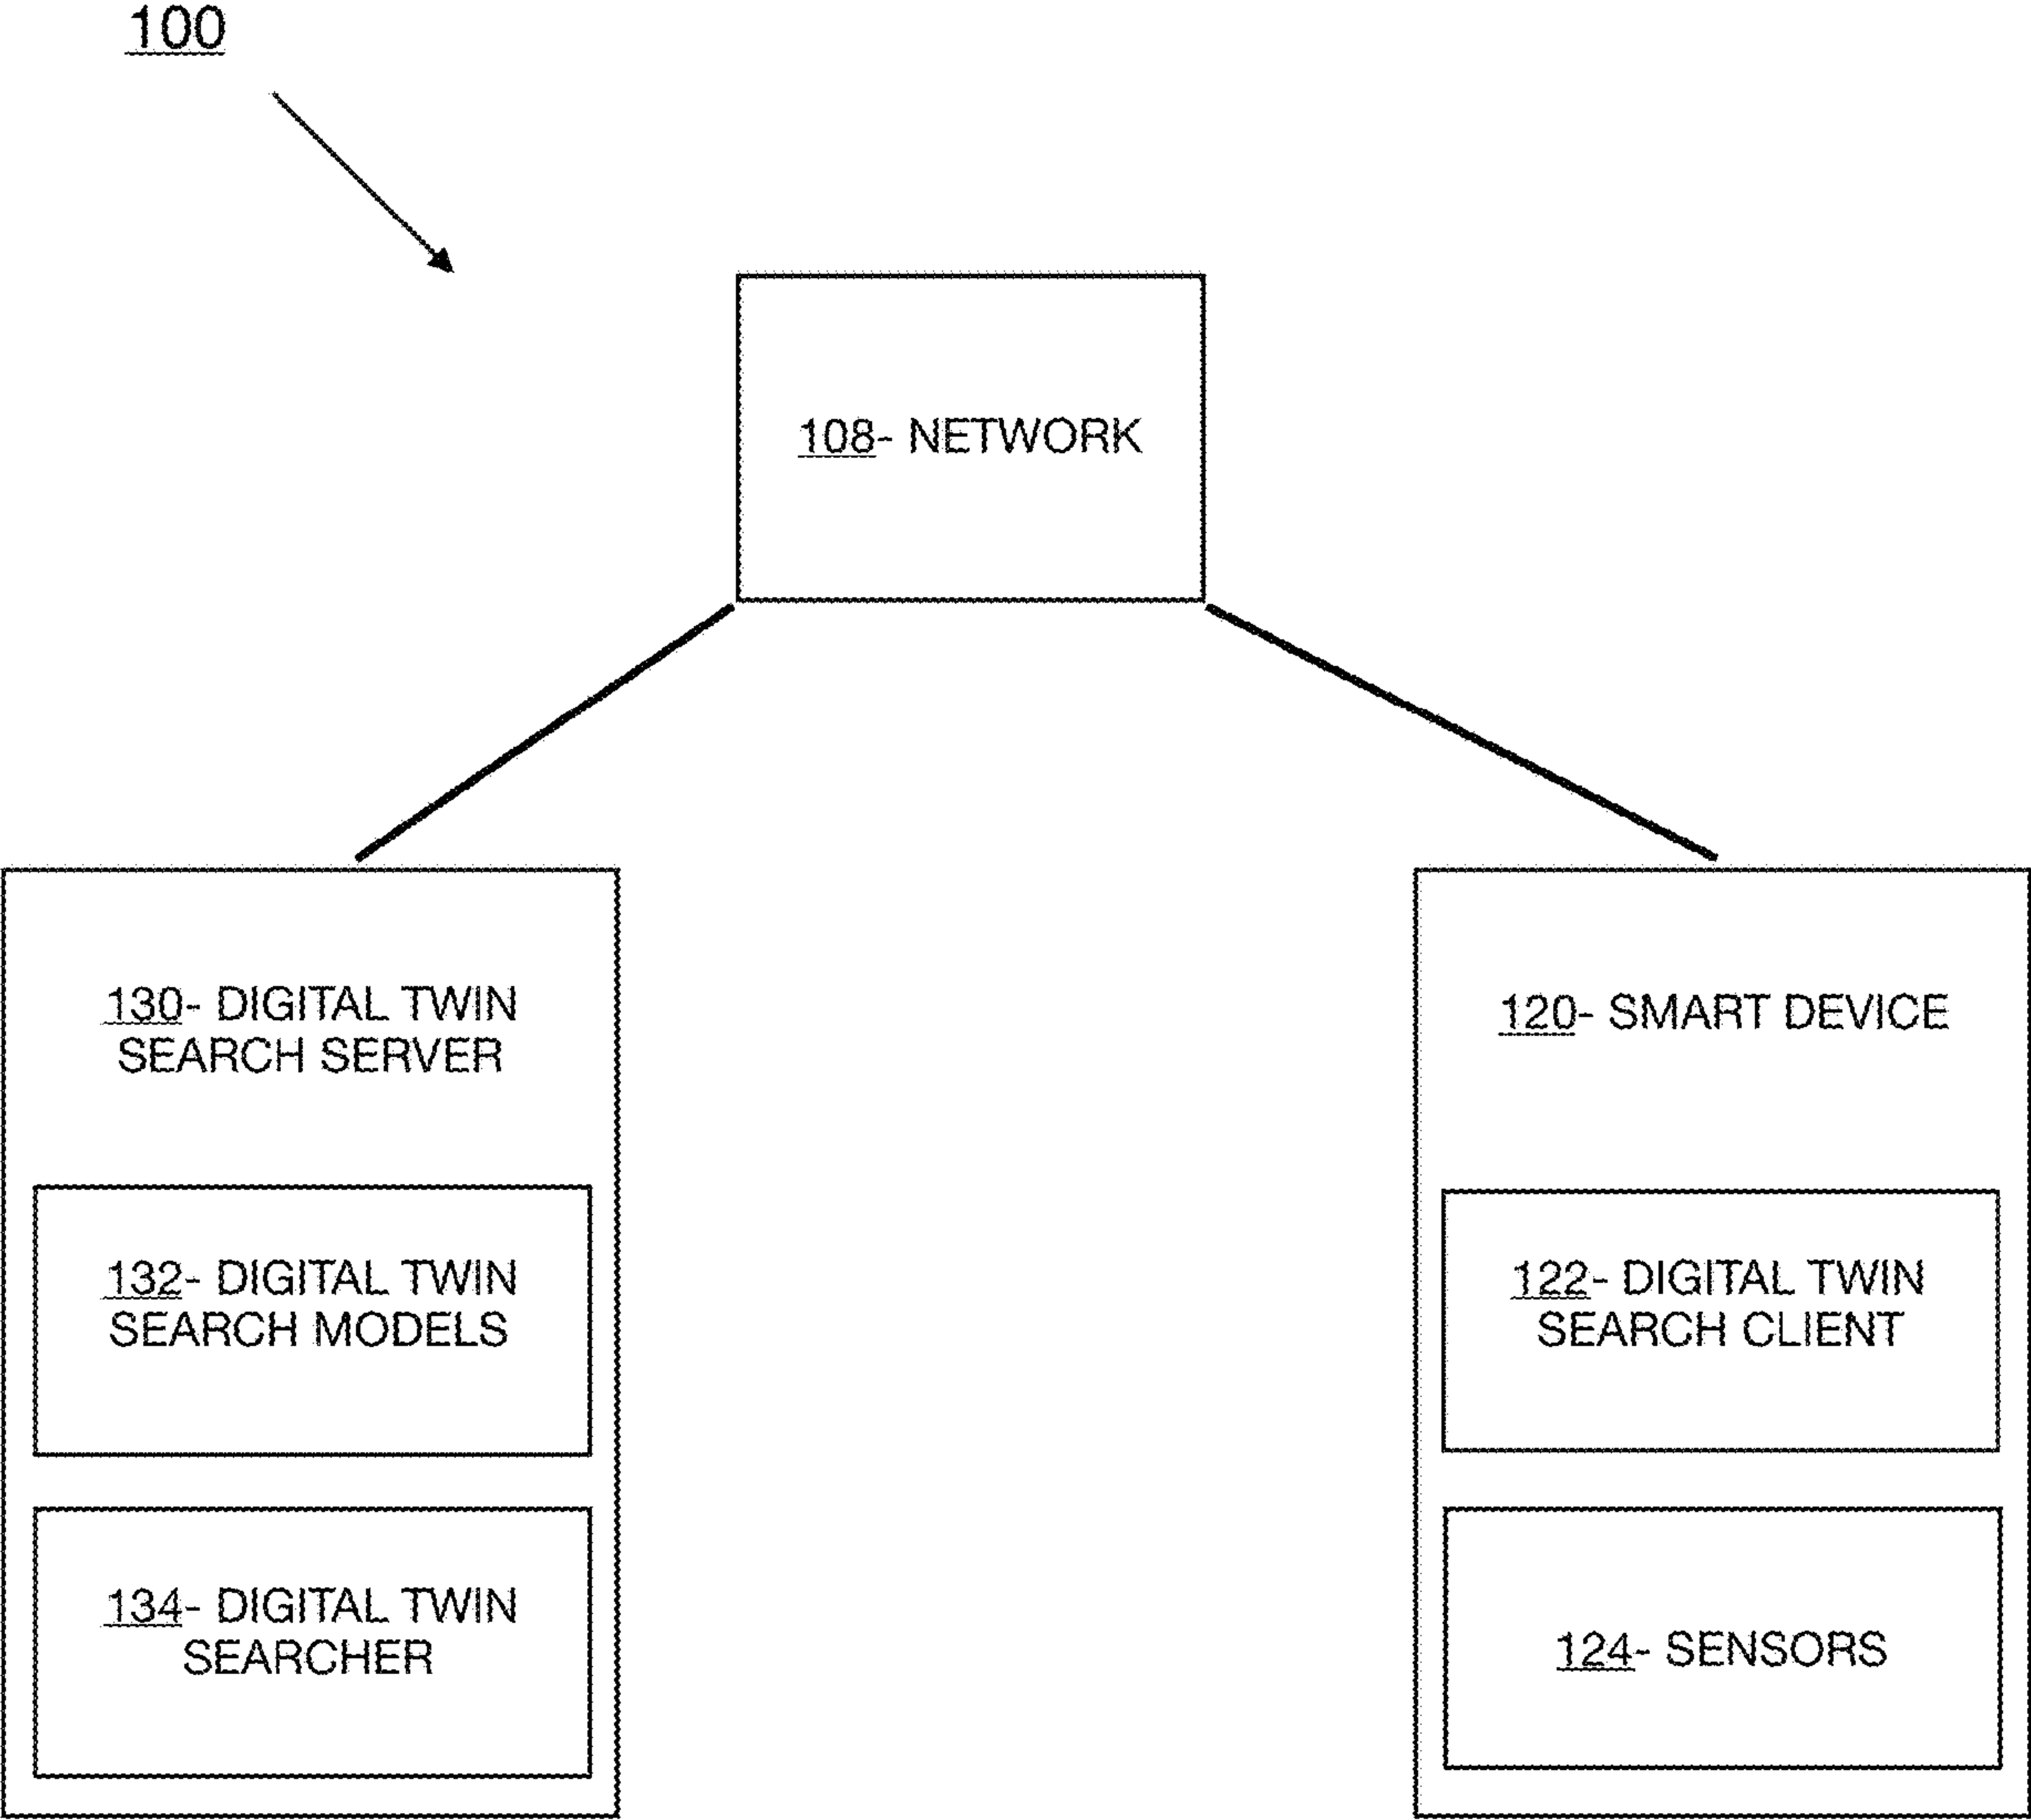 100
108- NETWORK
130- DIGITAL TWIN
SEARCH SERVER
132- DIGITAL TWIN
SEARCH MODELS
134- DIGITAL TWIN
SEARCHER
120- SMART DEVICE
122- DIGITAL TWIN
SEARCH CLIENT
124- SENSORS